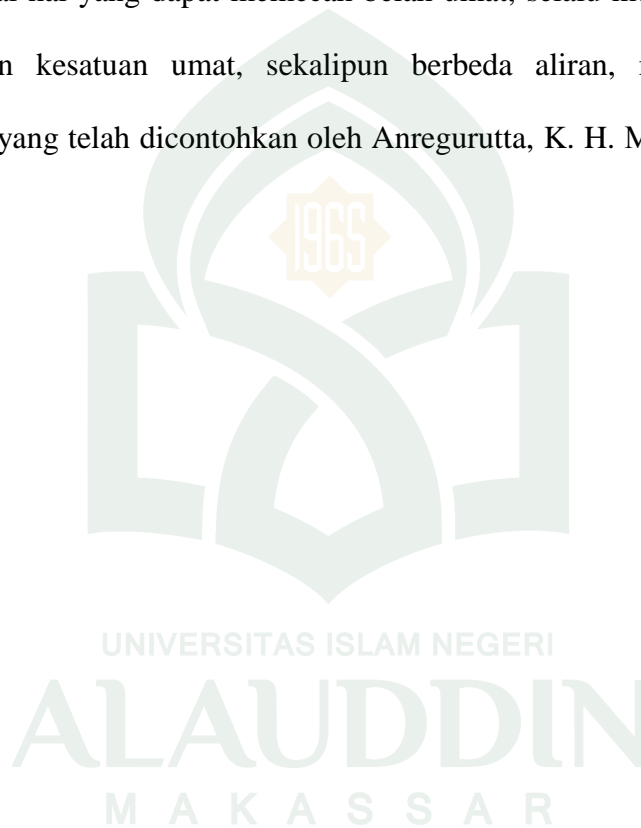 yang dapat memecah belah umat, selalu
kesatuan umat, sekalipun berbeda aliran,
yang telah dicontohkan oleh Anregurutta, K. H. M
1965
UNIVERSITAS ISLAM NEGERI
ALAUDDIN
MAKASSAR